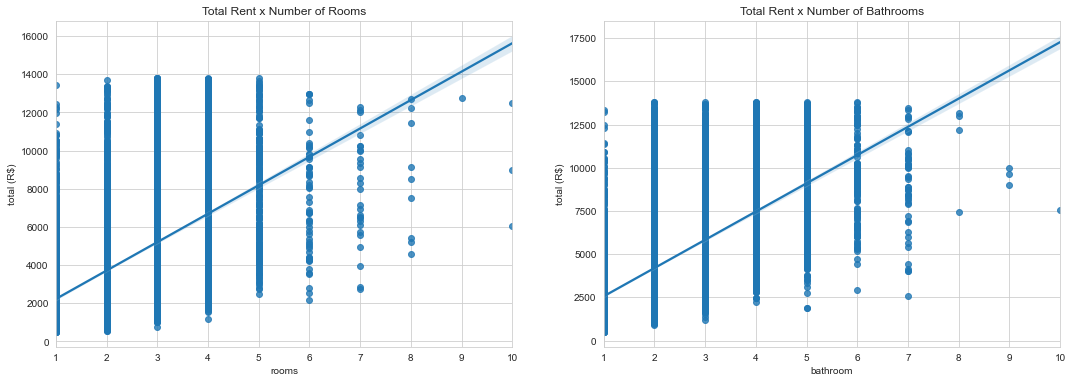 Total Rent x Number of Rooms
16000
14000
12000
10000
8000
6000
4000
2000
0
total (R$)
1 2 3 4 5 6 7 8 9 10
rooms
Total Rent x Number of Bathrooms
17500
15000
12500
10000
7500
5000
2500
0
total (R$)
1 2 3 4 5 6 7 8 9 10
bathroom